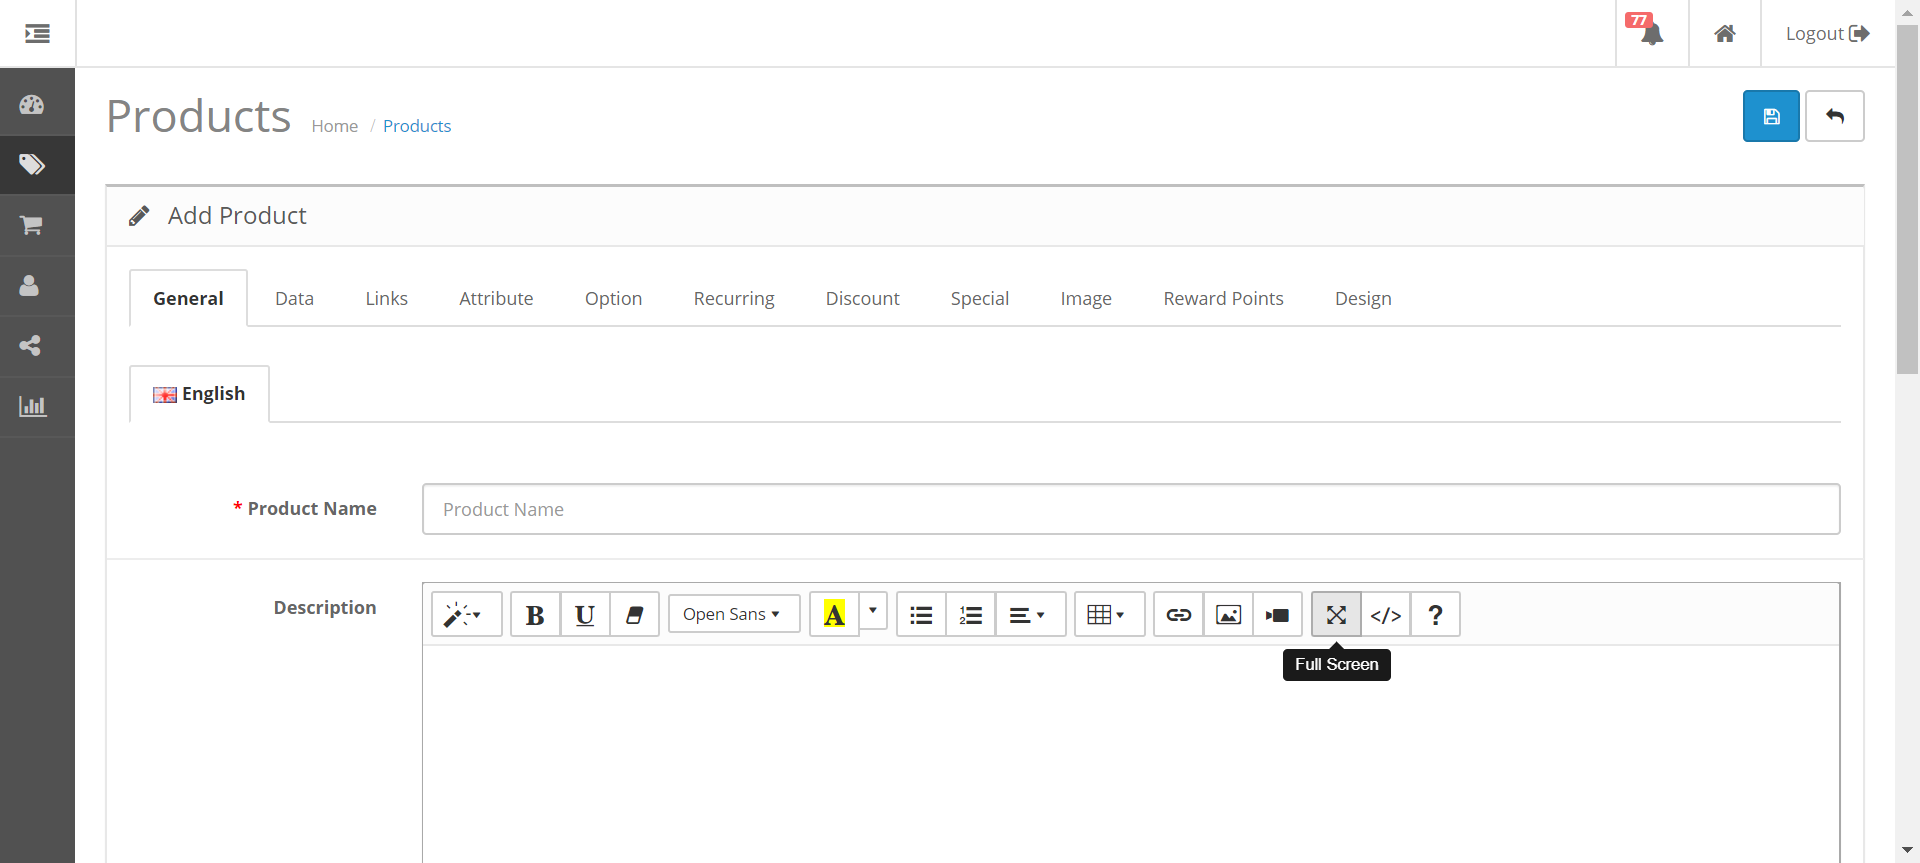 77
Logout
Products Home / Products
Add Product
General Data Links Attribute Option Recurring Discount Special Image Reward Points Design
English
* Product Name Product Name
Description
B U Open Sans A </> ?
Full Screen